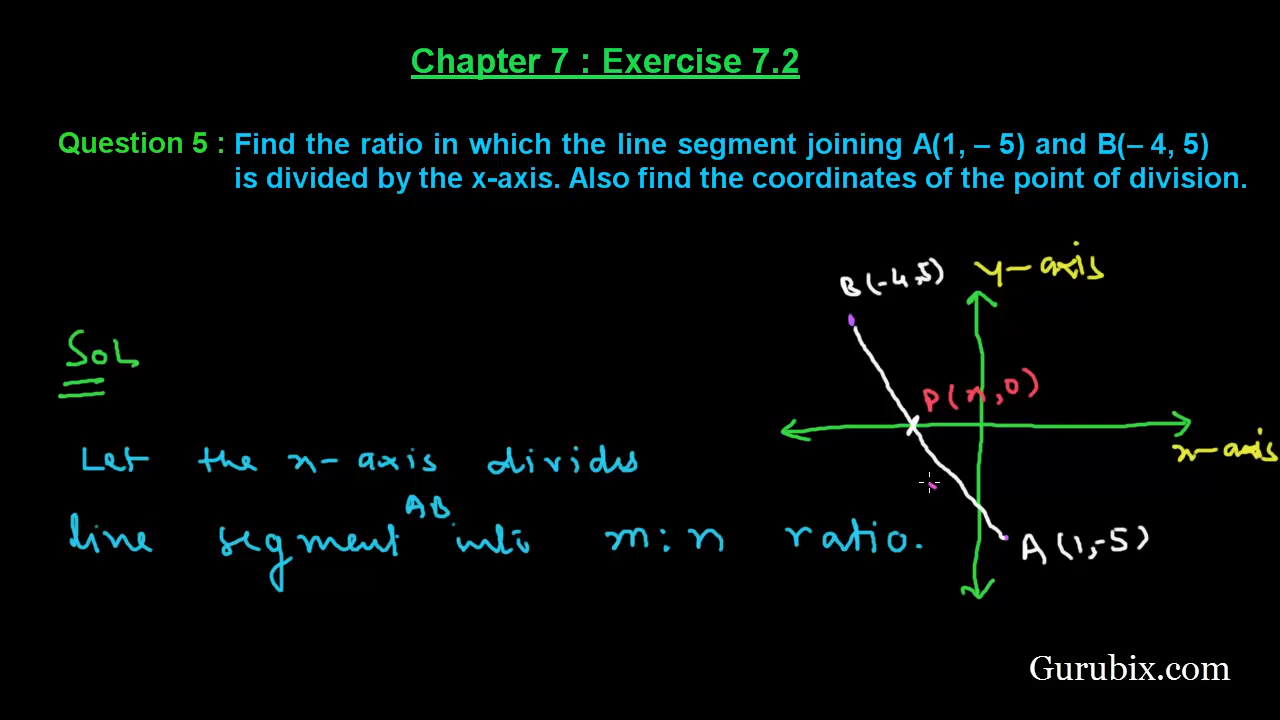 Chapter 7 : Exercise 7.2
Question 5 : Find the ratio in which the line segment joining A(1, – 5) and B(– 4, 5)
is divided by the x-axis. Also find the coordinates of the point of division.
B(-4,5)
y-axis
SOL
P(x,0)
x-axis
Let the x-axis divides
AB
line segment into m:n ratio.
A(1,-5)
Gurubix.com